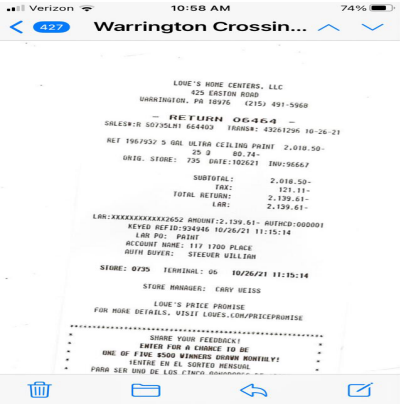 Verizon 10:58 AM 74%
427 Warrington Crossin...
LOWE'S HOME CENTERS, LLC
425 EASTON ROAD
WARRINGTON, PA 18976 (215) 491-5960
- RETURN 06464 -
SALES#:R S0735LM1 664403 TRANS#: 43261296 10-26-21
RET 1967932 5 GAL ULTRA CEILING PAINT 2,018.50-
25 @ 80.74-
ORIG. STORE: 735 DATE:102621 INV:96667
SUBTOTAL: 2,018.50-
TAX: 121.11-
TOTAL RETURN: 2,139.61-
LAR: 2,139.61-
LAR:XXXXXXXXXXXX2652 AMOUNT:2,139.61- AUTHCD:000001
KEYED REFID:934946 10/26/21 11:15:14
LAR PO: PAINT
ACCOUNT NAME: 117 1700 PLACE
AUTH BUYER: STEEVER WILLIAM
STORE: 0735 TERMINAL: 06 10/26/21 11:15:14
STORE MANAGER: CARY WEISS
LOWE'S PRICE PROMISE
FOR MORE DETAILS, VISIT LOWES.COM/PRICEPROMISE
* SHARE YOUR FEEDBACK! *
* ENTER FOR A CHANCE TO BE *
* ONE OF FIVE $500 WINNERS DRAWN MONTHLY! *
* ¡ENTRE EN EL SORTEO MENSUAL *
PARA SER UNO DE LOS CINCO